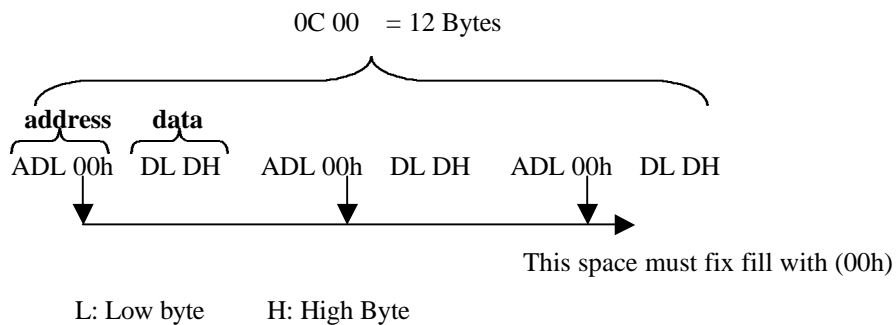 0C 00 = 12 Bytes
address data
ADL 00h DL DH ADL 00h DL DH ADL 00h DL DH
This space must fix fill with (00h)
L: Low byte H: High Byte